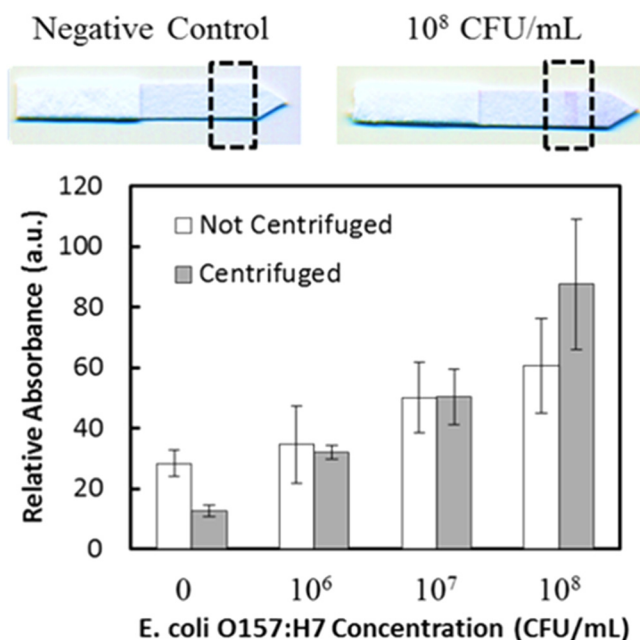 Negative Control
10⁸ CFU/mL
120
100
80
60
40
20
0
Relative Absorbance (a.u.)
Not Centrifuged
Centrifuged
0 10⁶ 10⁷ 10⁸
E. coli O157:H7 Concentration (CFU/mL)